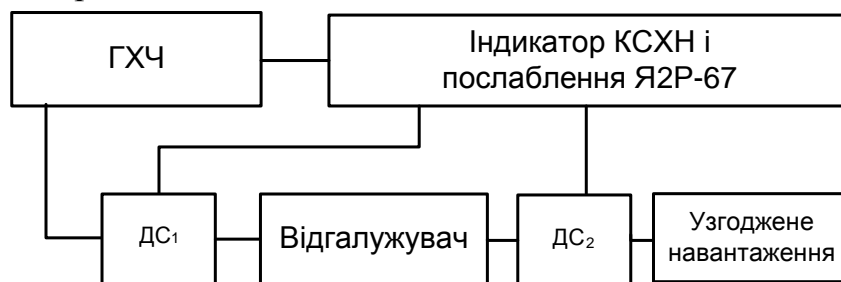 ГХЧ
Індикатор КСХН і
послаблення Я2Р-67
ДС1
Відгалужувач
ДС2
Узгоджене
навантаження